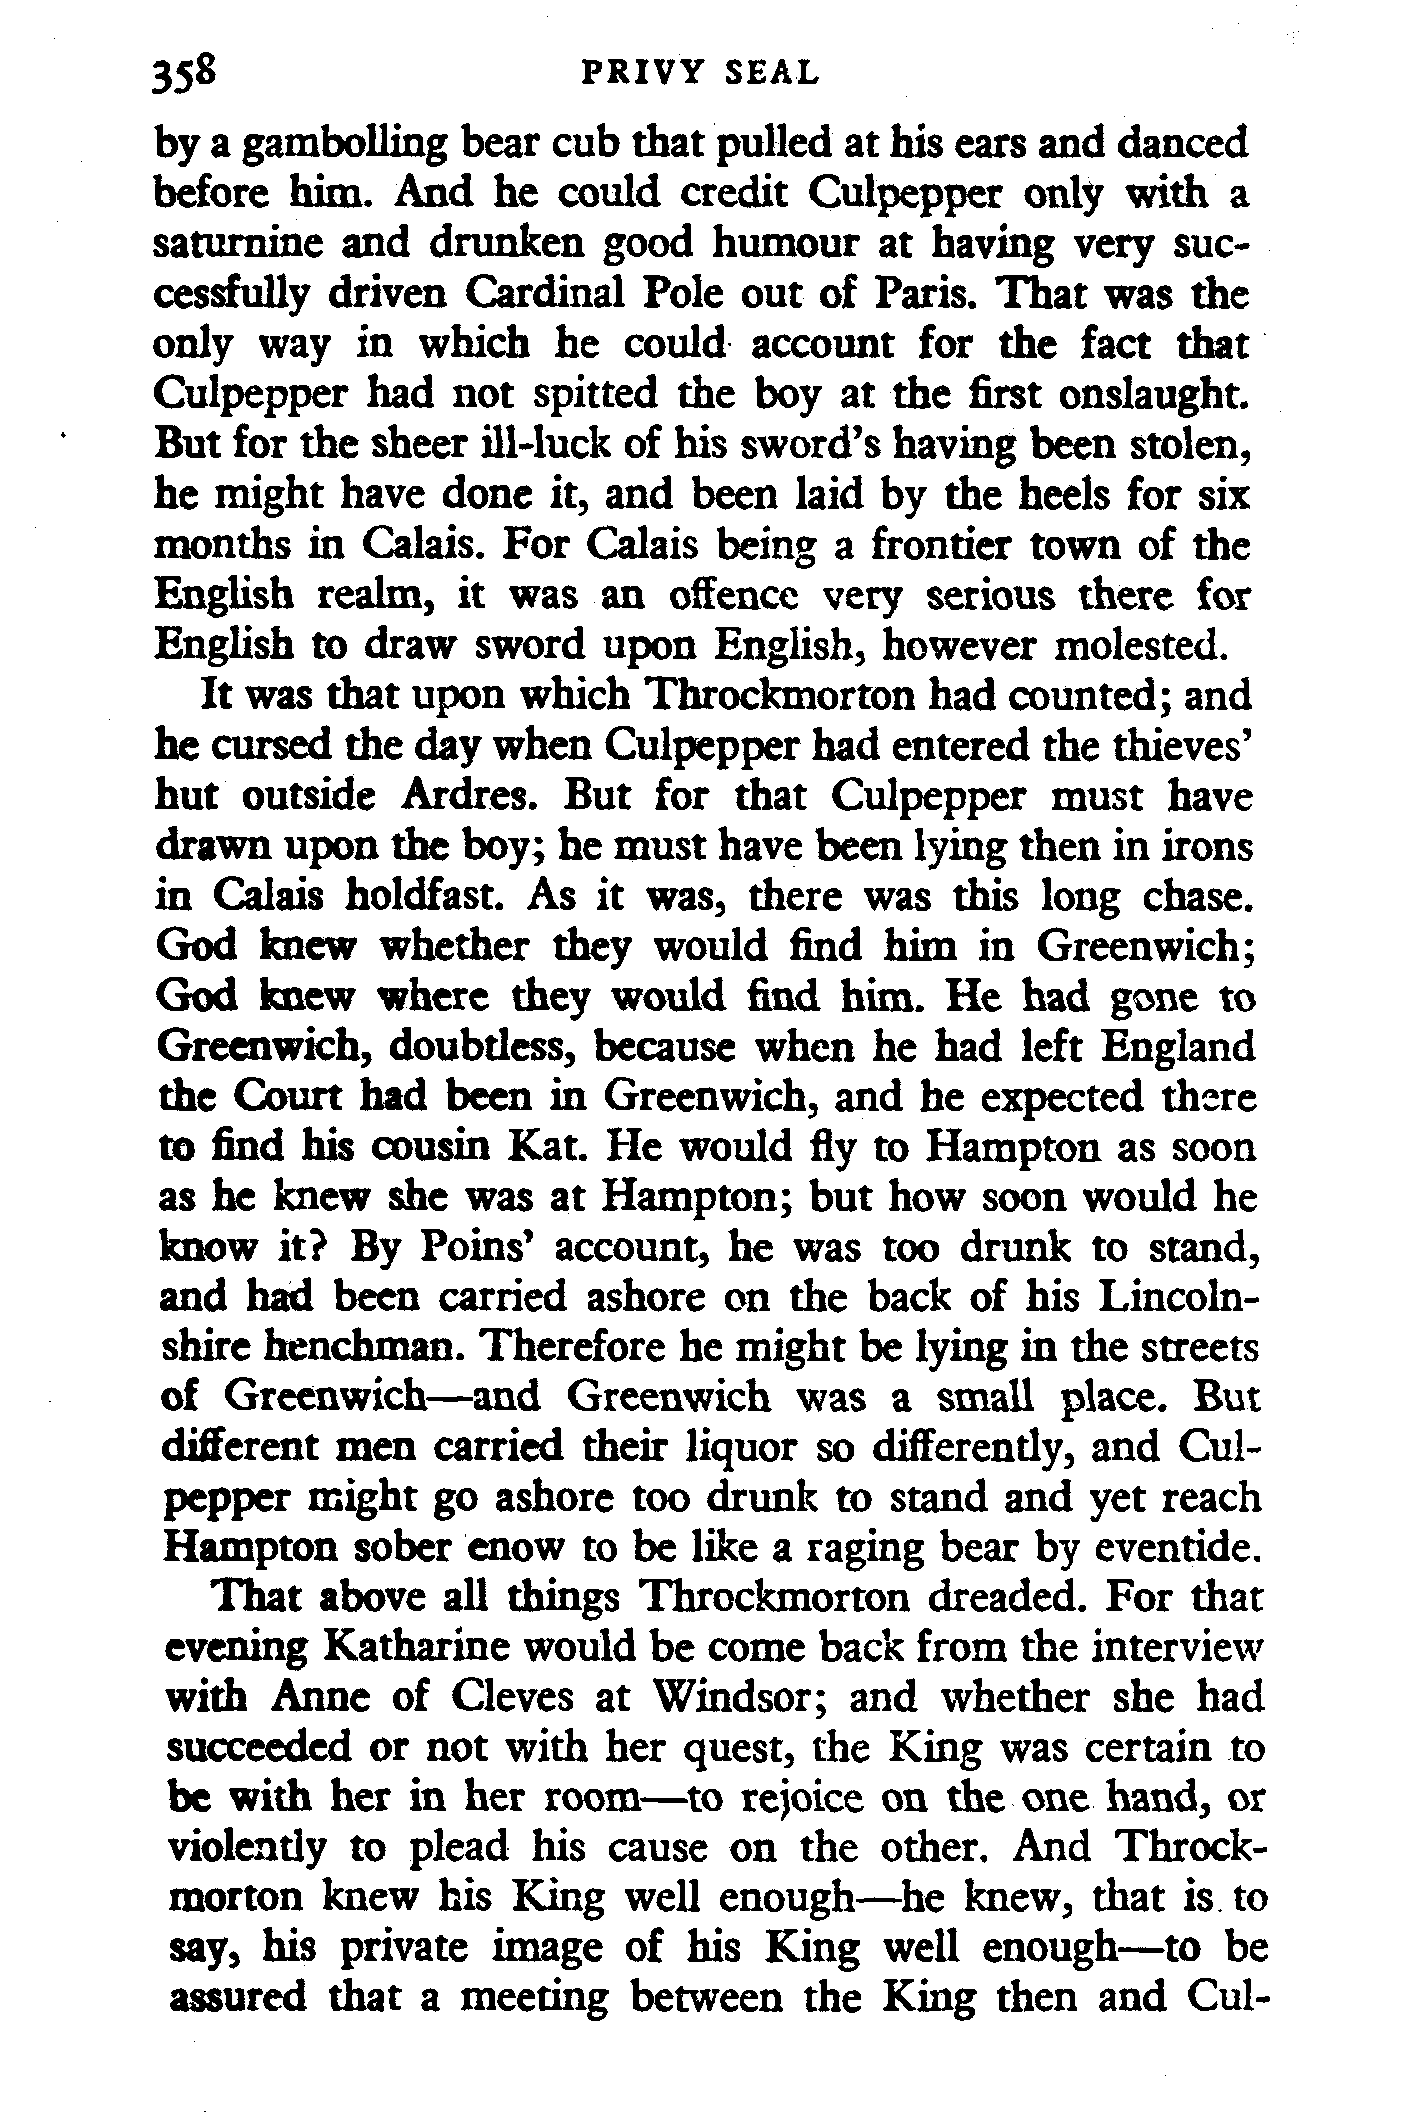 358 PRIVY SEAL
by a gambolling bear cub that pulled at his ears and danced
before him. And he could credit Culpepper only with a
saturnine and drunken good humour at having very suc-
cessfully driven Cardinal Pole out of Paris. That was the
only way in which he could account for the fact that
Culpepper had not spitted the boy at the first onslaught.
But for the sheer ill-luck of his sword's having been stolen,
he might have done it, and been laid by the heels for six
months in Calais. For Calais being a frontier town of the
English realm, it was an offence very serious there for
English to draw sword upon English, however molested.
It was that upon which Throckmorton had counted; and
he cursed the day when Culpepper had entered the thieves'
hut outside Ardres. But for that Culpepper must have
drawn upon the boy; he must have been lying then in irons
in Calais holdfast. As it was, there was this long chase.
God knew whether they would find him in Greenwich;
God knew where they would find him. He had gone to
Greenwich, doubtless, because when he had left England
the Court had been in Greenwich, and he expected there
to find his cousin Kat. He would fly to Hampton as soon
as he knew she was at Hampton; but how soon would he
know it? By Poins' account, he was too drunk to stand,
and had been carried ashore on the back of his Lincoln-
shire henchman. Therefore he might be lying in the streets
of Greenwich—and Greenwich was a small place. But
different men carried their liquor so differently, and Cul-
pepper might go ashore too drunk to stand and yet reach
Hampton sober enow to be like a raging bear by eventide.
That above all things Throckmorton dreaded. For that
evening Katharine would be come back from the interview
with Anne of Cleves at Windsor; and whether she had
succeeded or not with her quest, the King was certain to
be with her in her room—to rejoice on the one hand, or
violently to plead his cause on the other. And Throck-
morton knew his King well enough—he knew, that is to
say, his private image of his King well enough—to be
assured that a meeting between the King then and Cul-